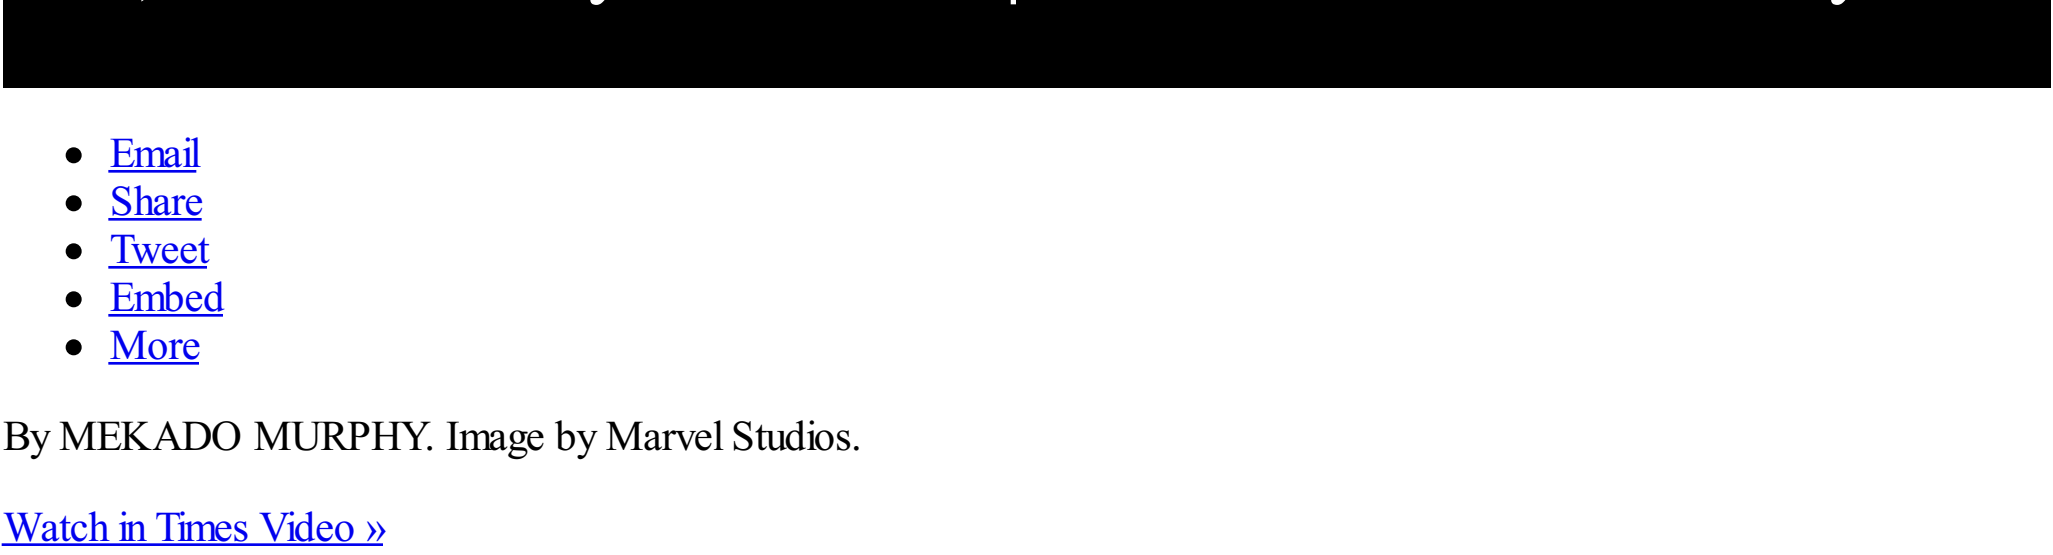 Email
Share
Tweet
Embed
More
By MEKADO MURPHY. Image by Marvel Studios.
Watch in Times Video »